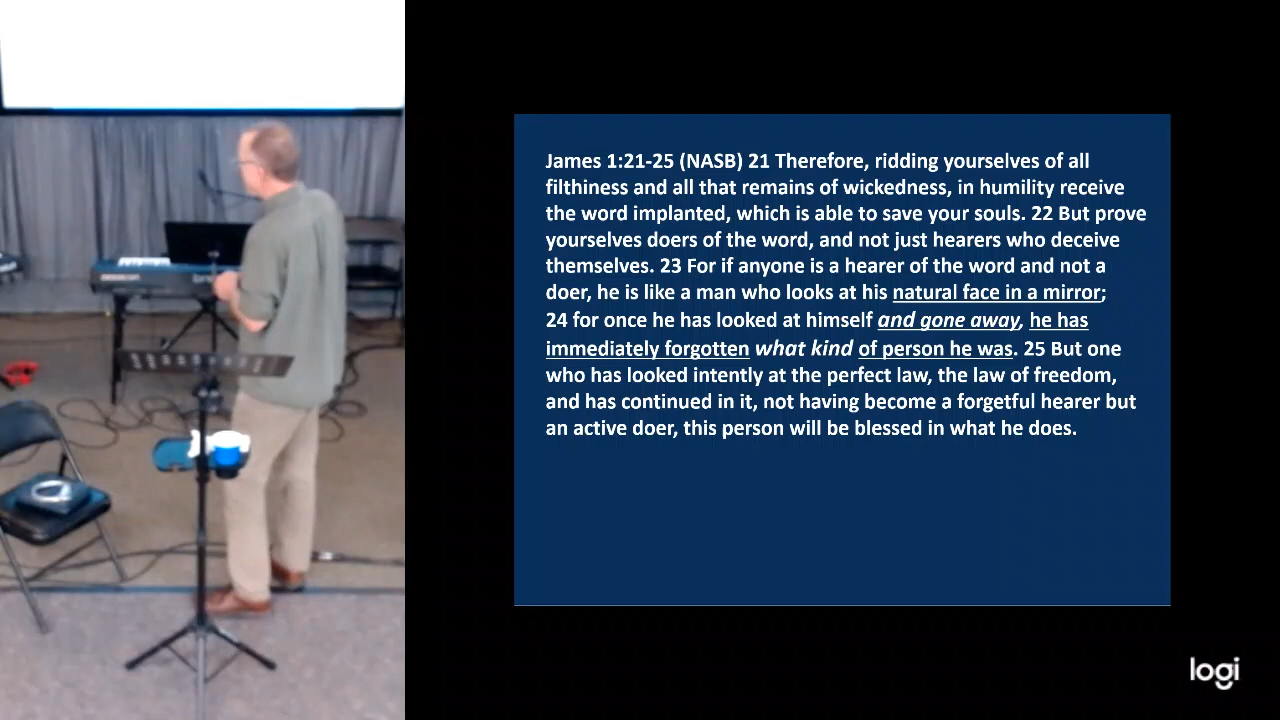 James 1:21-25 (NASB) 21 Therefore, ridding yourselves of all
filthiness and all that remains of wickedness, in humility receive
the word implanted, which is able to save your souls. 22 But prove
yourselves doers of the word, and not just hearers who deceive
themselves. 23 For if anyone is a hearer of the word and not a
doer, he is like a man who looks at his natural face in a mirror;
24 for once he has looked at himself and gone away, he has
immediately forgotten what kind of person he was. 25 But one
who has looked intently at the perfect law, the law of freedom,
and has continued in it, not having become a forgetful hearer but
an active doer, this person will be blessed in what he does.
logi